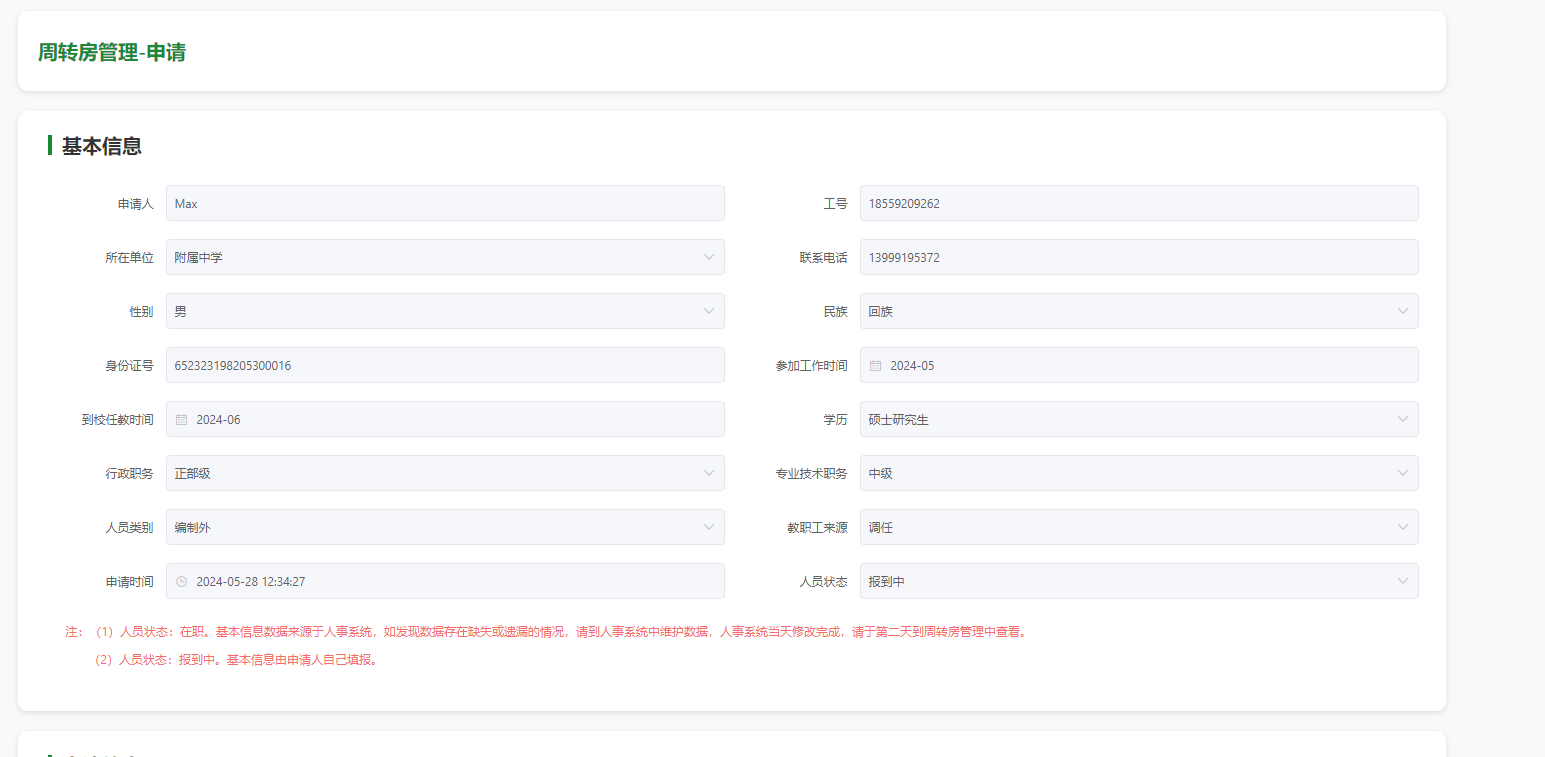 周转房管理-申请
基本信息
申请人 Max 工号 18559209262
所在单位 附属中学 联系电话 13999195372
性别 男 民族 回族
身份证号 652323198205300016 参加工作时间 2024-05
到校任教时间 2024-06 学历 硕士研究生
行政职务 正部级 专业技术职务 中级
人员类别 编制外 教职工来源 调任
申请时间 2024-05-28 12:34:27 人员状态 报到中
注：（1）人员状态：在职。基本信息数据来源于人事系统，如发现数据存在缺失或遗漏的情况，请到人事系统中维护数据，人事系统当天修改完成，请于第二天到周转房管理中查看。
（2）人员状态：报到中。基本信息由申请人自己填报。